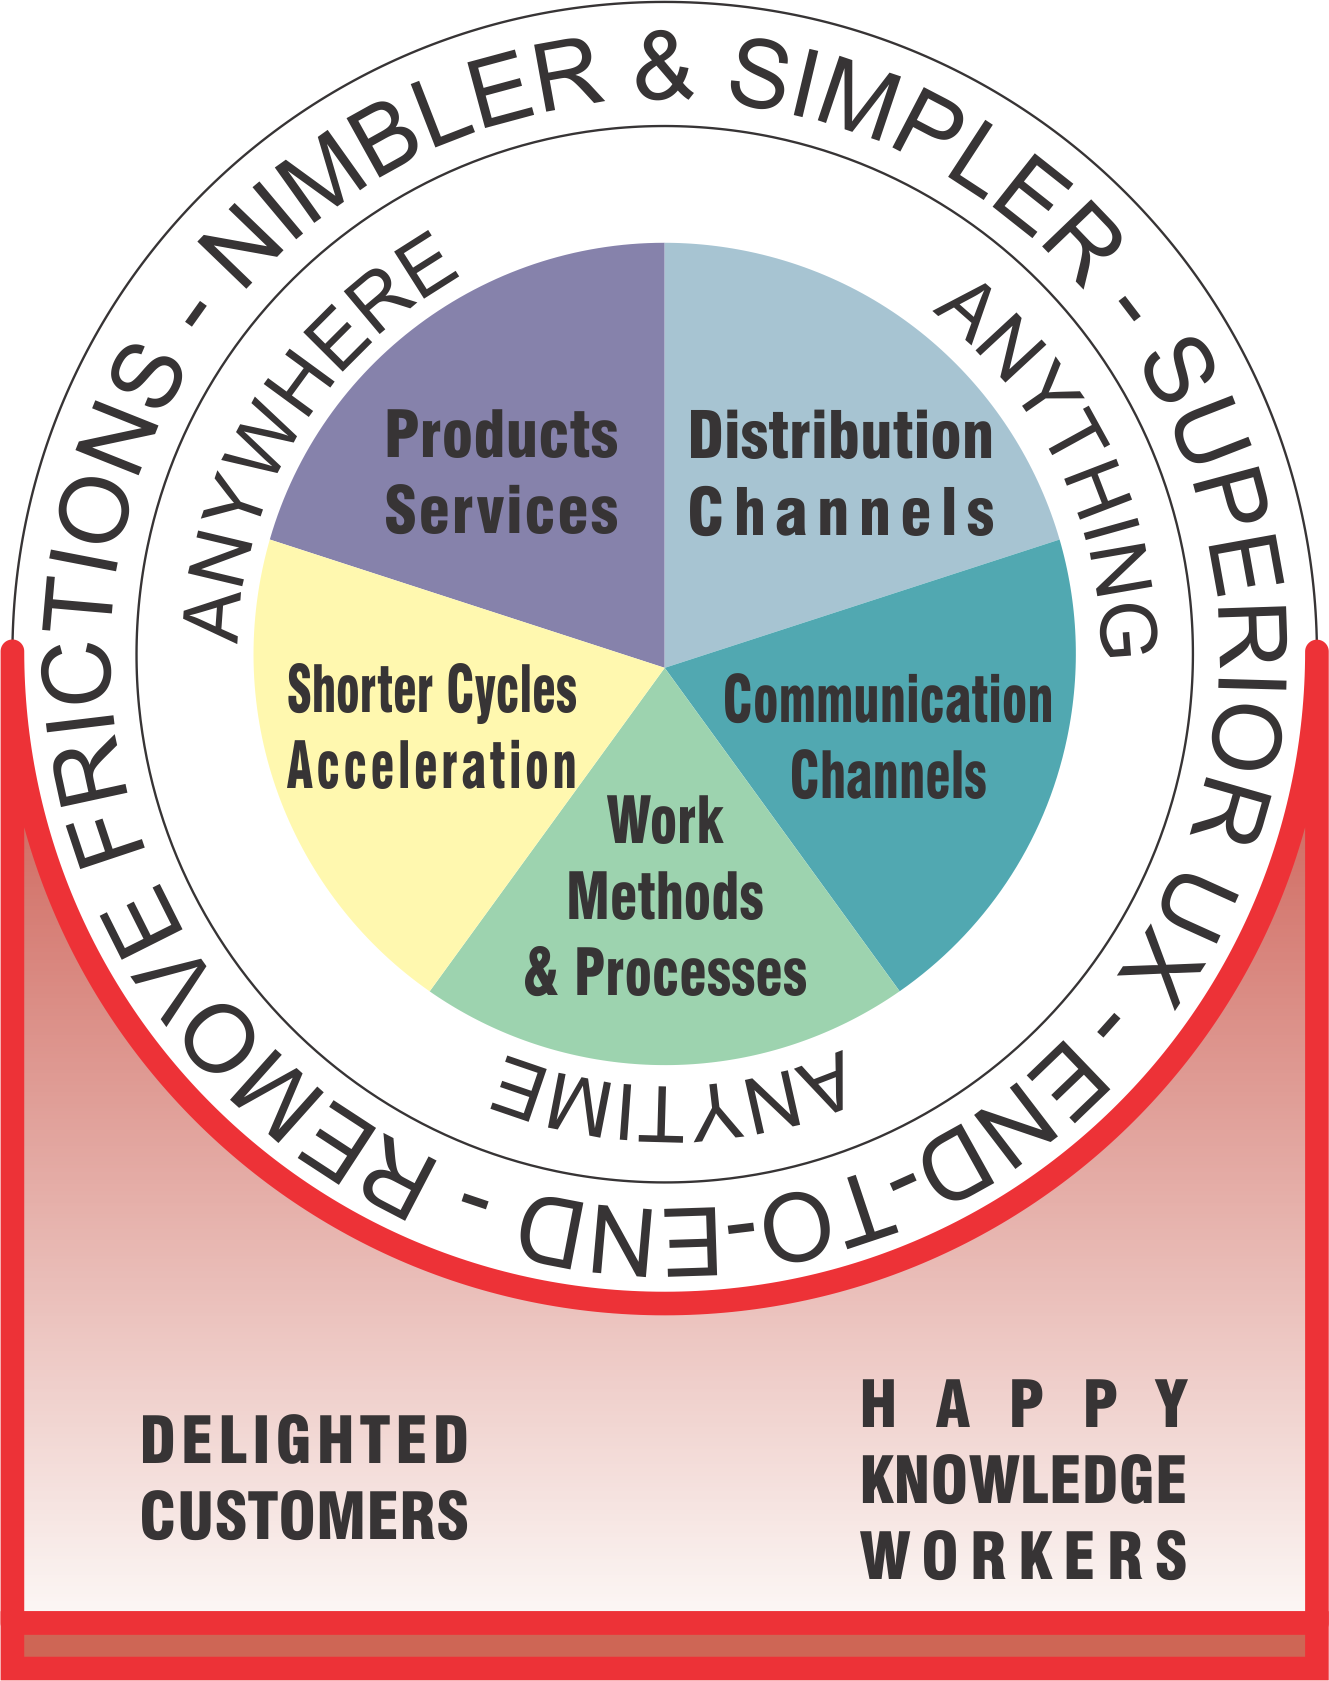 NIMBLER & SIMPLER - SUPERIOR UX - END-TO-END - REMOVE FRICTIONS -
ANYWHERE
ANYTHING
ANYTIME
Products
Services
Distribution
Channels
Shorter Cycles
Acceleration
Communication
Channels
Work
Methods
& Processes
DELIGHTED
CUSTOMERS
HAPPY
KNOWLEDGE
WORKERS